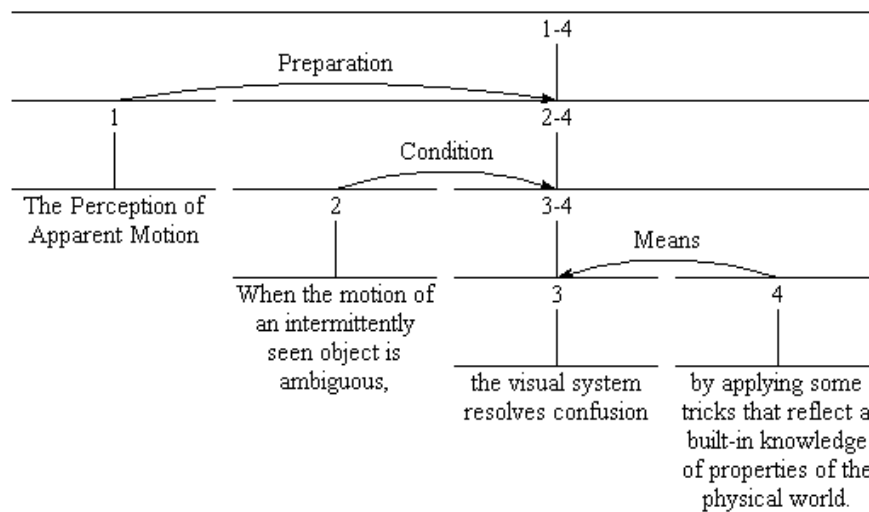 1-4
Preparation
1
2-4
Condition
The Perception of
Apparent Motion
2
3-4
Means
When the motion of
an intermittently
seen object is
ambiguous,
3
4
the visual system
resolves confusion
by applying some
tricks that reflect a
built-in knowledge
of properties of the
physical world.